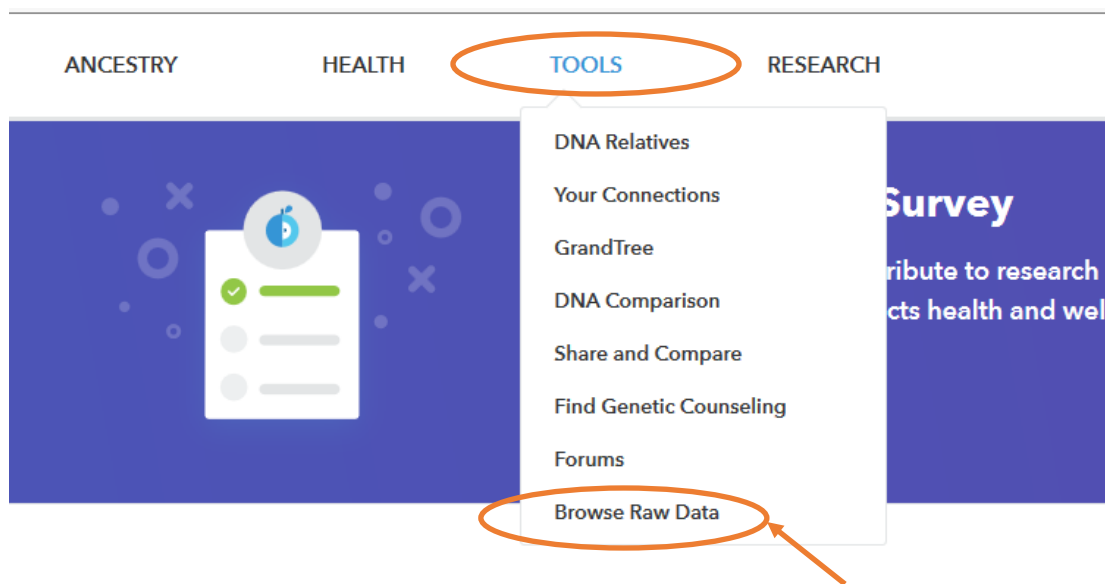 ANCESTRY HEALTH TOOLS RESEARCH
DNA Relatives
Your Connections
GrandTree
DNA Comparison
Share and Compare
Find Genetic Counseling
Forums
Browse Raw Data
Survey
ribute to research
cts health and wel